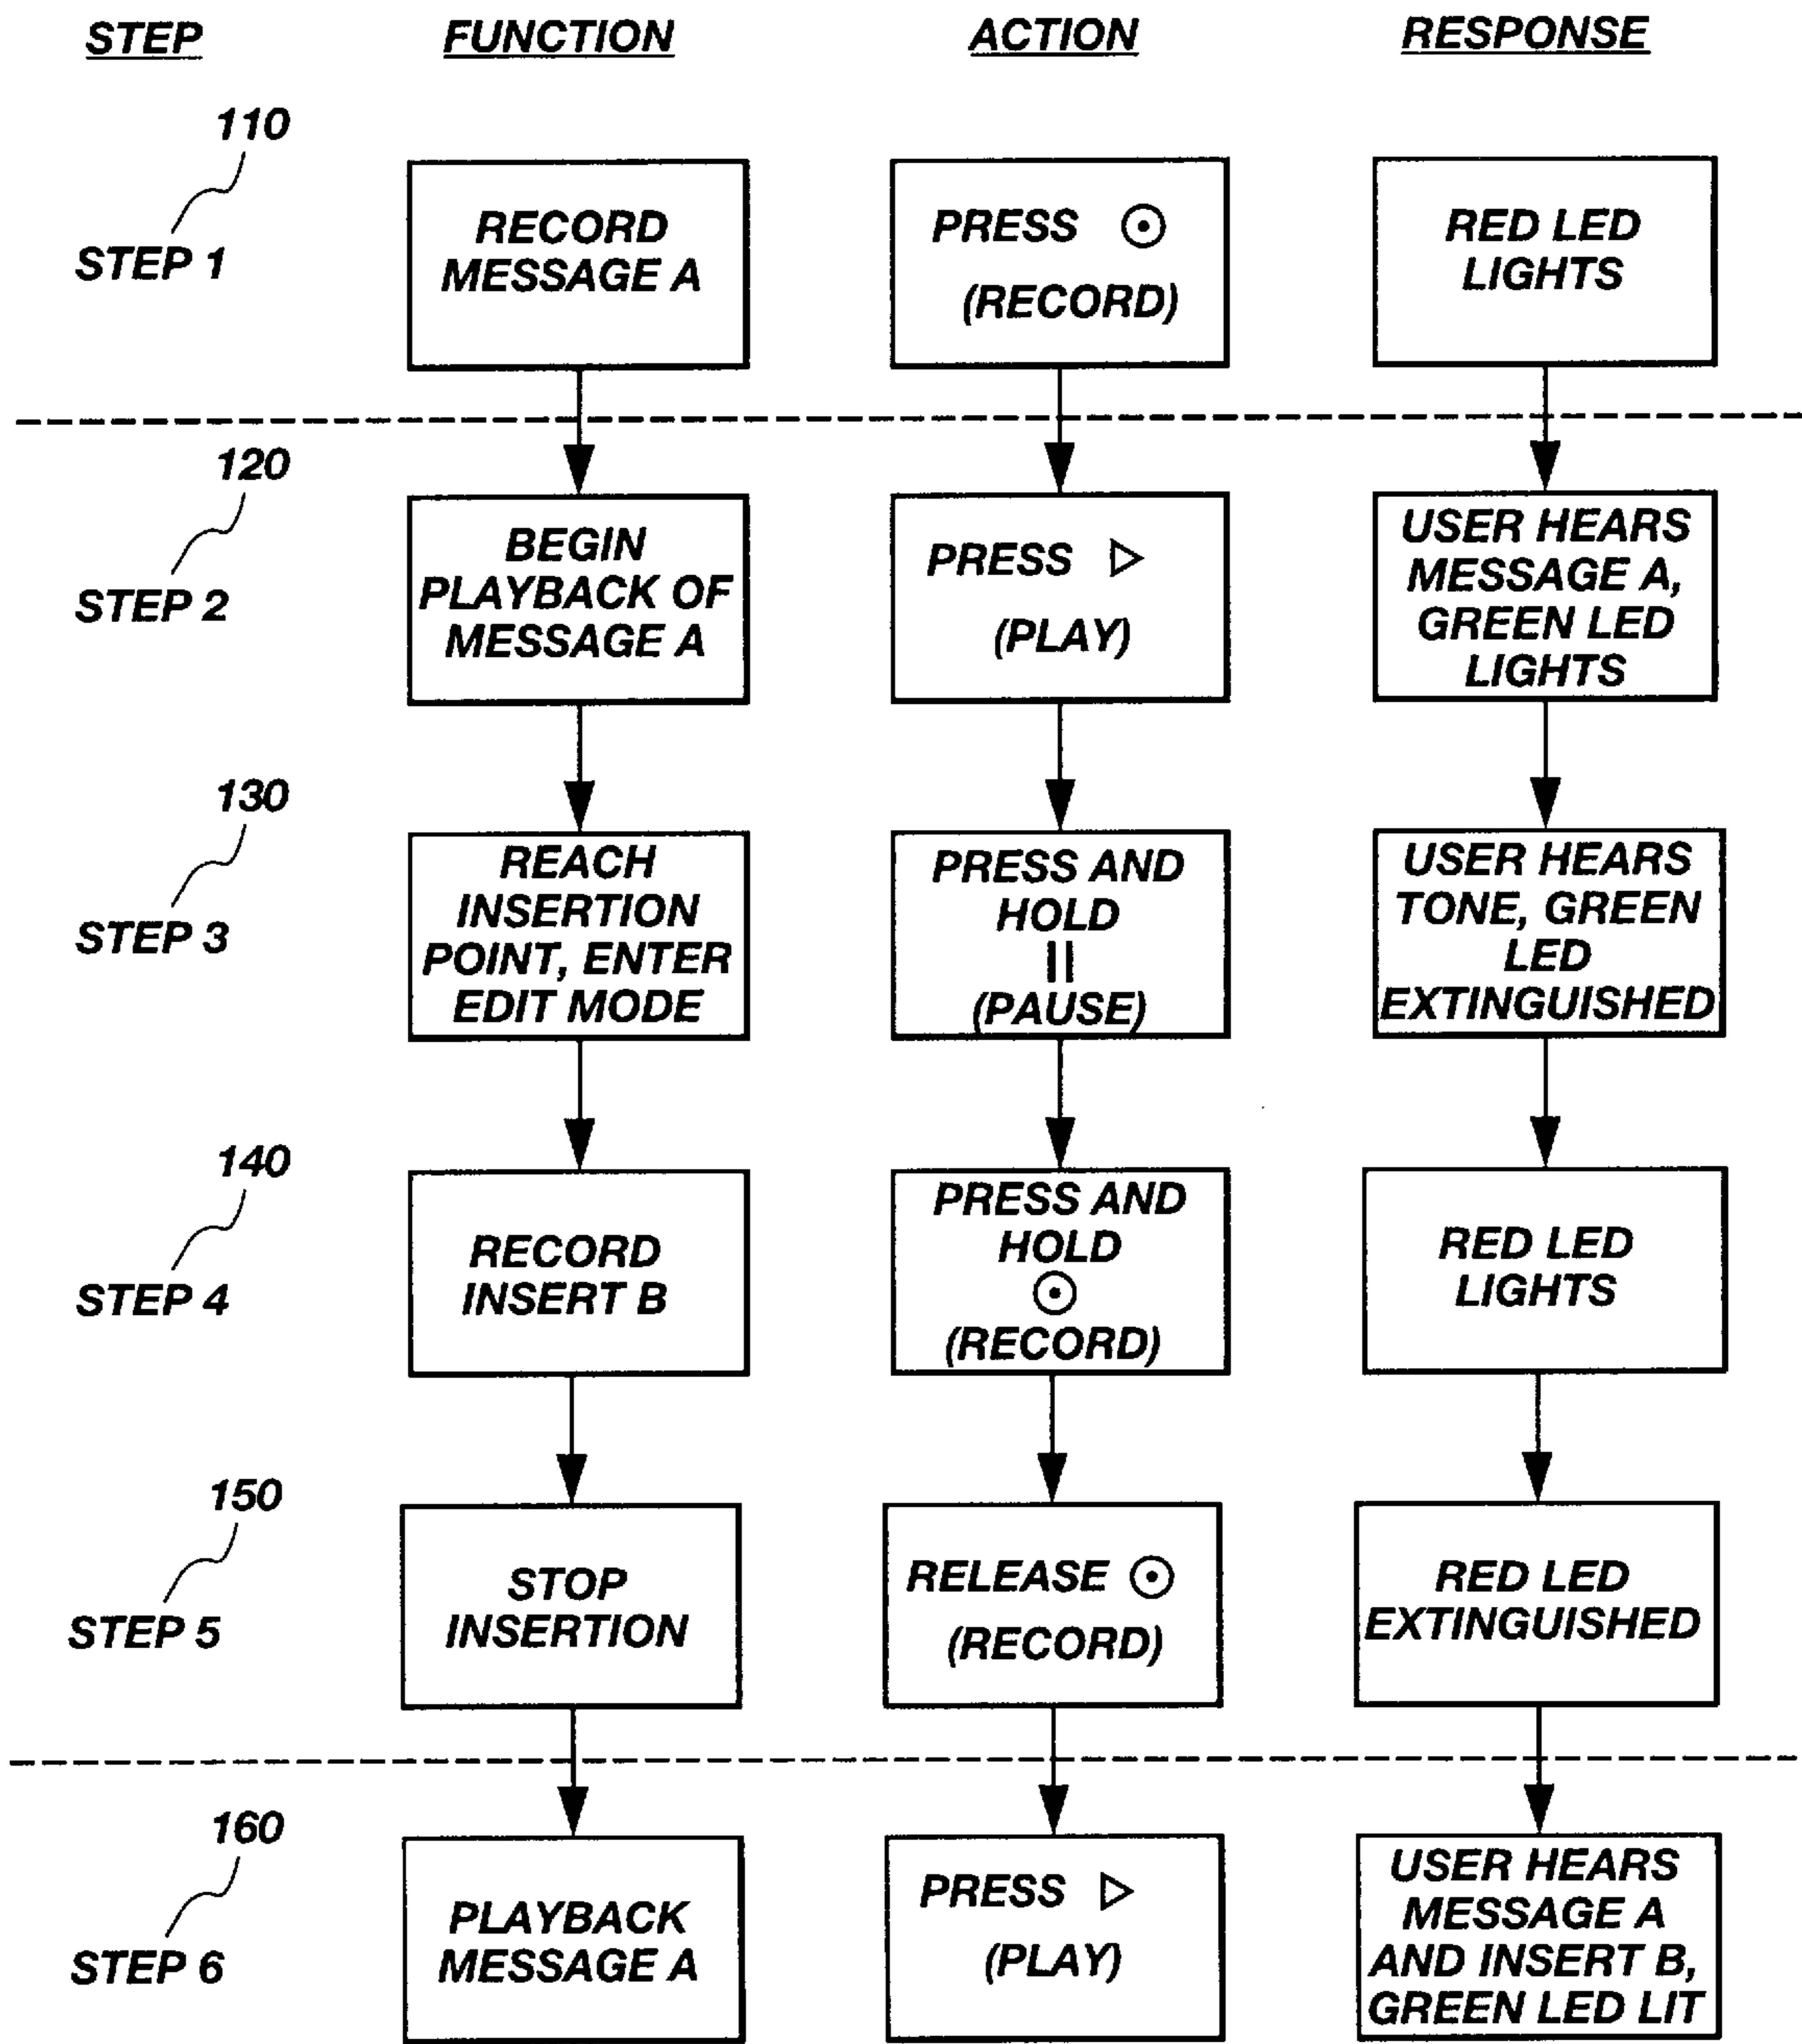 STEP FUNCTION ACTION RESPONSE
110
STEP 1
RECORD
MESSAGE A
PRESS ⊙
(RECORD)
RED LED
LIGHTS
120
STEP 2
BEGIN
PLAYBACK OF
MESSAGE A
PRESS ▷
(PLAY)
USER HEARS
MESSAGE A,
GREEN LED
LIGHTS
130
STEP 3
REACH
INSERTION
POINT, ENTER
EDIT MODE
PRESS AND
HOLD
||
(PAUSE)
USER HEARS
TONE, GREEN
LED
EXTINGUISHED
140
STEP 4
RECORD
INSERT B
PRESS AND
HOLD
⊙
(RECORD)
RED LED
LIGHTS
150
STEP 5
STOP
INSERTION
RELEASE ⊙
(RECORD)
RED LED
EXTINGUISHED
160
STEP 6
PLAYBACK
MESSAGE A
PRESS ▷
(PLAY)
USER HEARS
MESSAGE A
AND INSERT B,
GREEN LED LIT